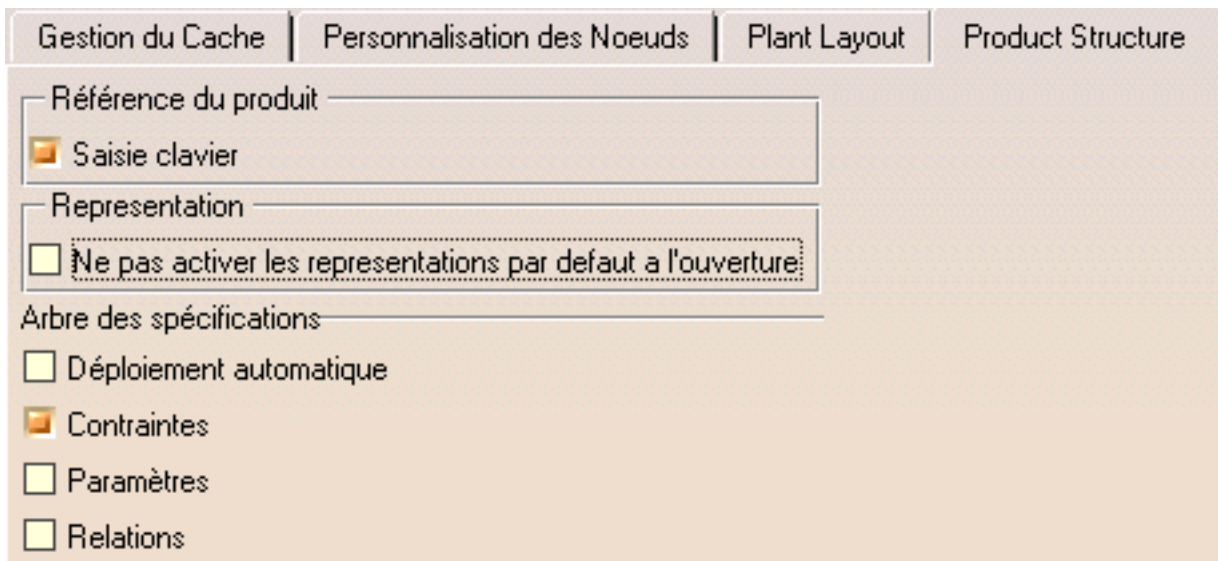 Gestion du Cache Personnalisation des Noeuds Plant Layout Product Structure
Référence du produit
Saisie clavier
Representation
Ne pas activer les representations par defaut a l'ouverture
Arbre des spécifications
Déploiement automatique
Contraintes
Paramètres
Relations